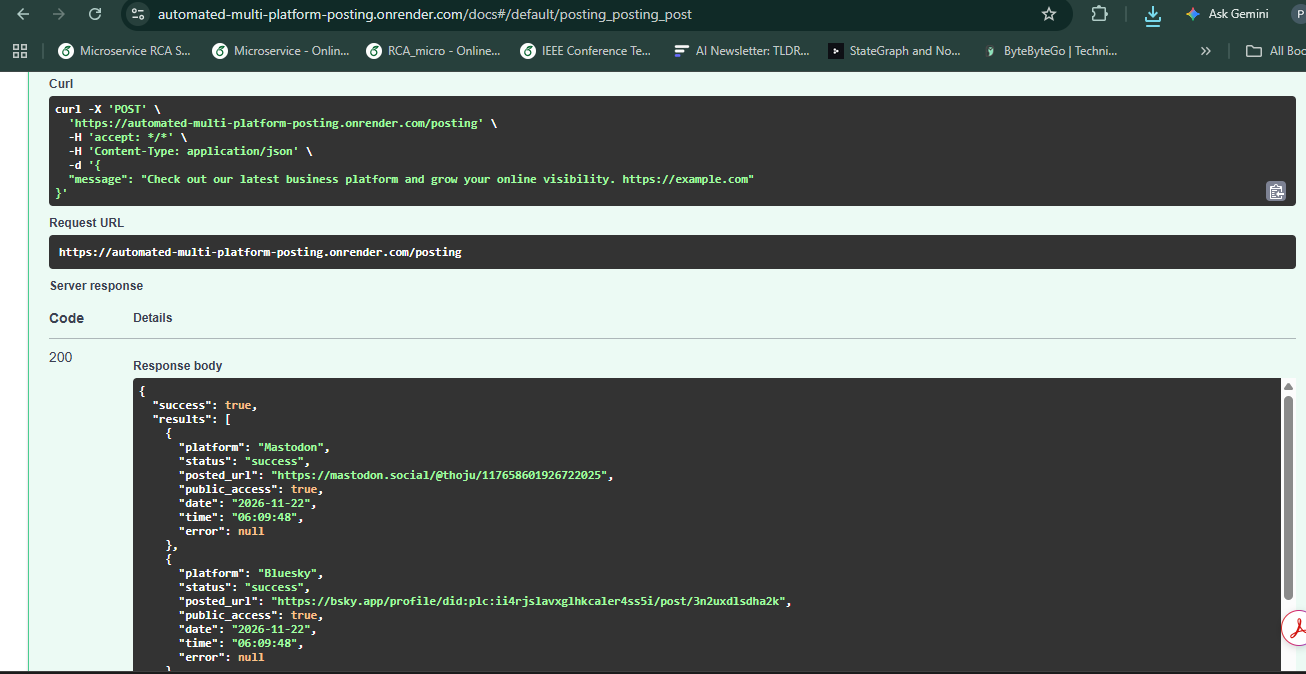 automated-multi-platform-posting.onrender.com/docs#/default/posting_posting_post
Ask Gemini
P
Microservice RCA S...
Microservice - Onlin...
RCA_micro - Online...
IEEE Conference Te...
AI Newsletter: TLDR...
StateGraph and No...
ByteByteGo | Techni...
»
All Boo
Curl
curl -X 'POST' \
'https://automated-multi-platform-posting.onrender.com/posting' \
-H 'accept: */*' \
-H 'Content-Type: application/json' \
-d '{
"message": "Check out our latest business platform and grow your online visibility. https://example.com"
}'
Request URL
https://automated-multi-platform-posting.onrender.com/posting
Server response
Code
Details
200
Response body
{
"success": true,
"results": [
{
"platform": "Mastodon",
"status": "success",
"posted_url": "https://mastodon.social/@thoju/117658601926722025",
"public_access": true,
"date": "2026-11-22",
"time": "06:09:48",
"error": null
},
{
"platform": "Bluesky",
"status": "success",
"posted_url": "https://bsky.app/profile/did:plc:ii4rjslavxglhkcaler4ss5i/post/3n2uxdlsdha2k",
"public_access": true,
"date": "2026-11-22",
"time": "06:09:48",
"error": null
}